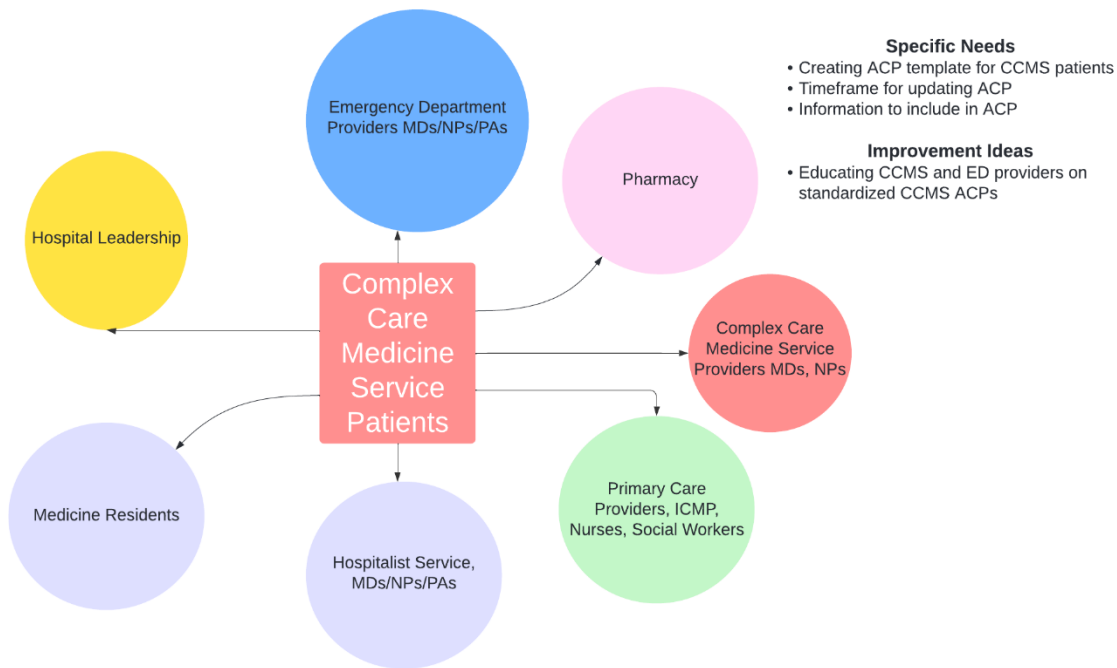 Specific Needs
• Creating ACP template for CCMS patients
• Timeframe for updating ACP
• Information to include in ACP
Improvement Ideas
• Educating CCMS and ED providers on
standardized CCMS ACPs
Emergency Department
Providers MDs/NPs/PAs
Pharmacy
Hospital Leadership
Complex
Care
Medicine
Service
Patients
Complex Care
Medicine Service
Providers MDs, NPs
Medicine Residents
Hospitalist Service,
MDs/NPs/PAs
Primary Care
Providers, ICMP,
Nurses, Social Workers